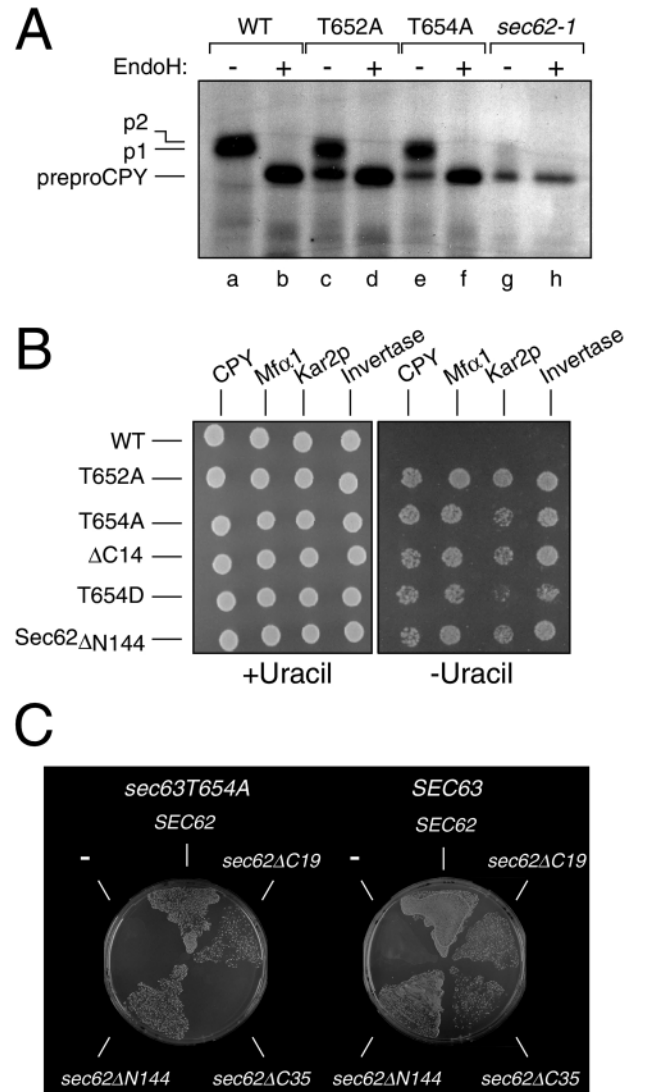 A
WT T652A T654A sec62-1
EndoH: - + - + - + - +
p2
p1
preproCPY
a b c d e f g h
B
CPY Mfα1 Kar2p Invertase CPY Mfα1 Kar2p Invertase
WT
T652A
T654A
ΔC14
T654D
Sec62ΔN144
+Uracil -Uracil
C
sec63T654A SEC63
SEC62 SEC62
- sec62ΔC19 - sec62ΔC19
sec62ΔN144 sec62ΔC35 sec62ΔN144 sec62ΔC35